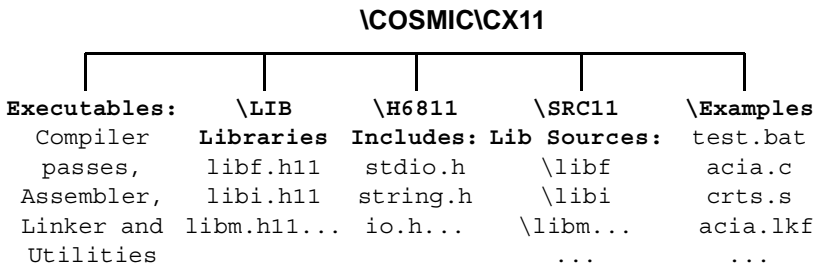 \COSMIC\CX11
Executables: \LIB \H6811 \SRC11 \Examples
Compiler Libraries Includes: Lib Sources: test.bat
passes, libf.h11 stdio.h \libf acia.c
Assembler, libi.h11 string.h \libi crts.s
Linker and libm.h11... io.h... \libm... acia.lkf
Utilities ... ...